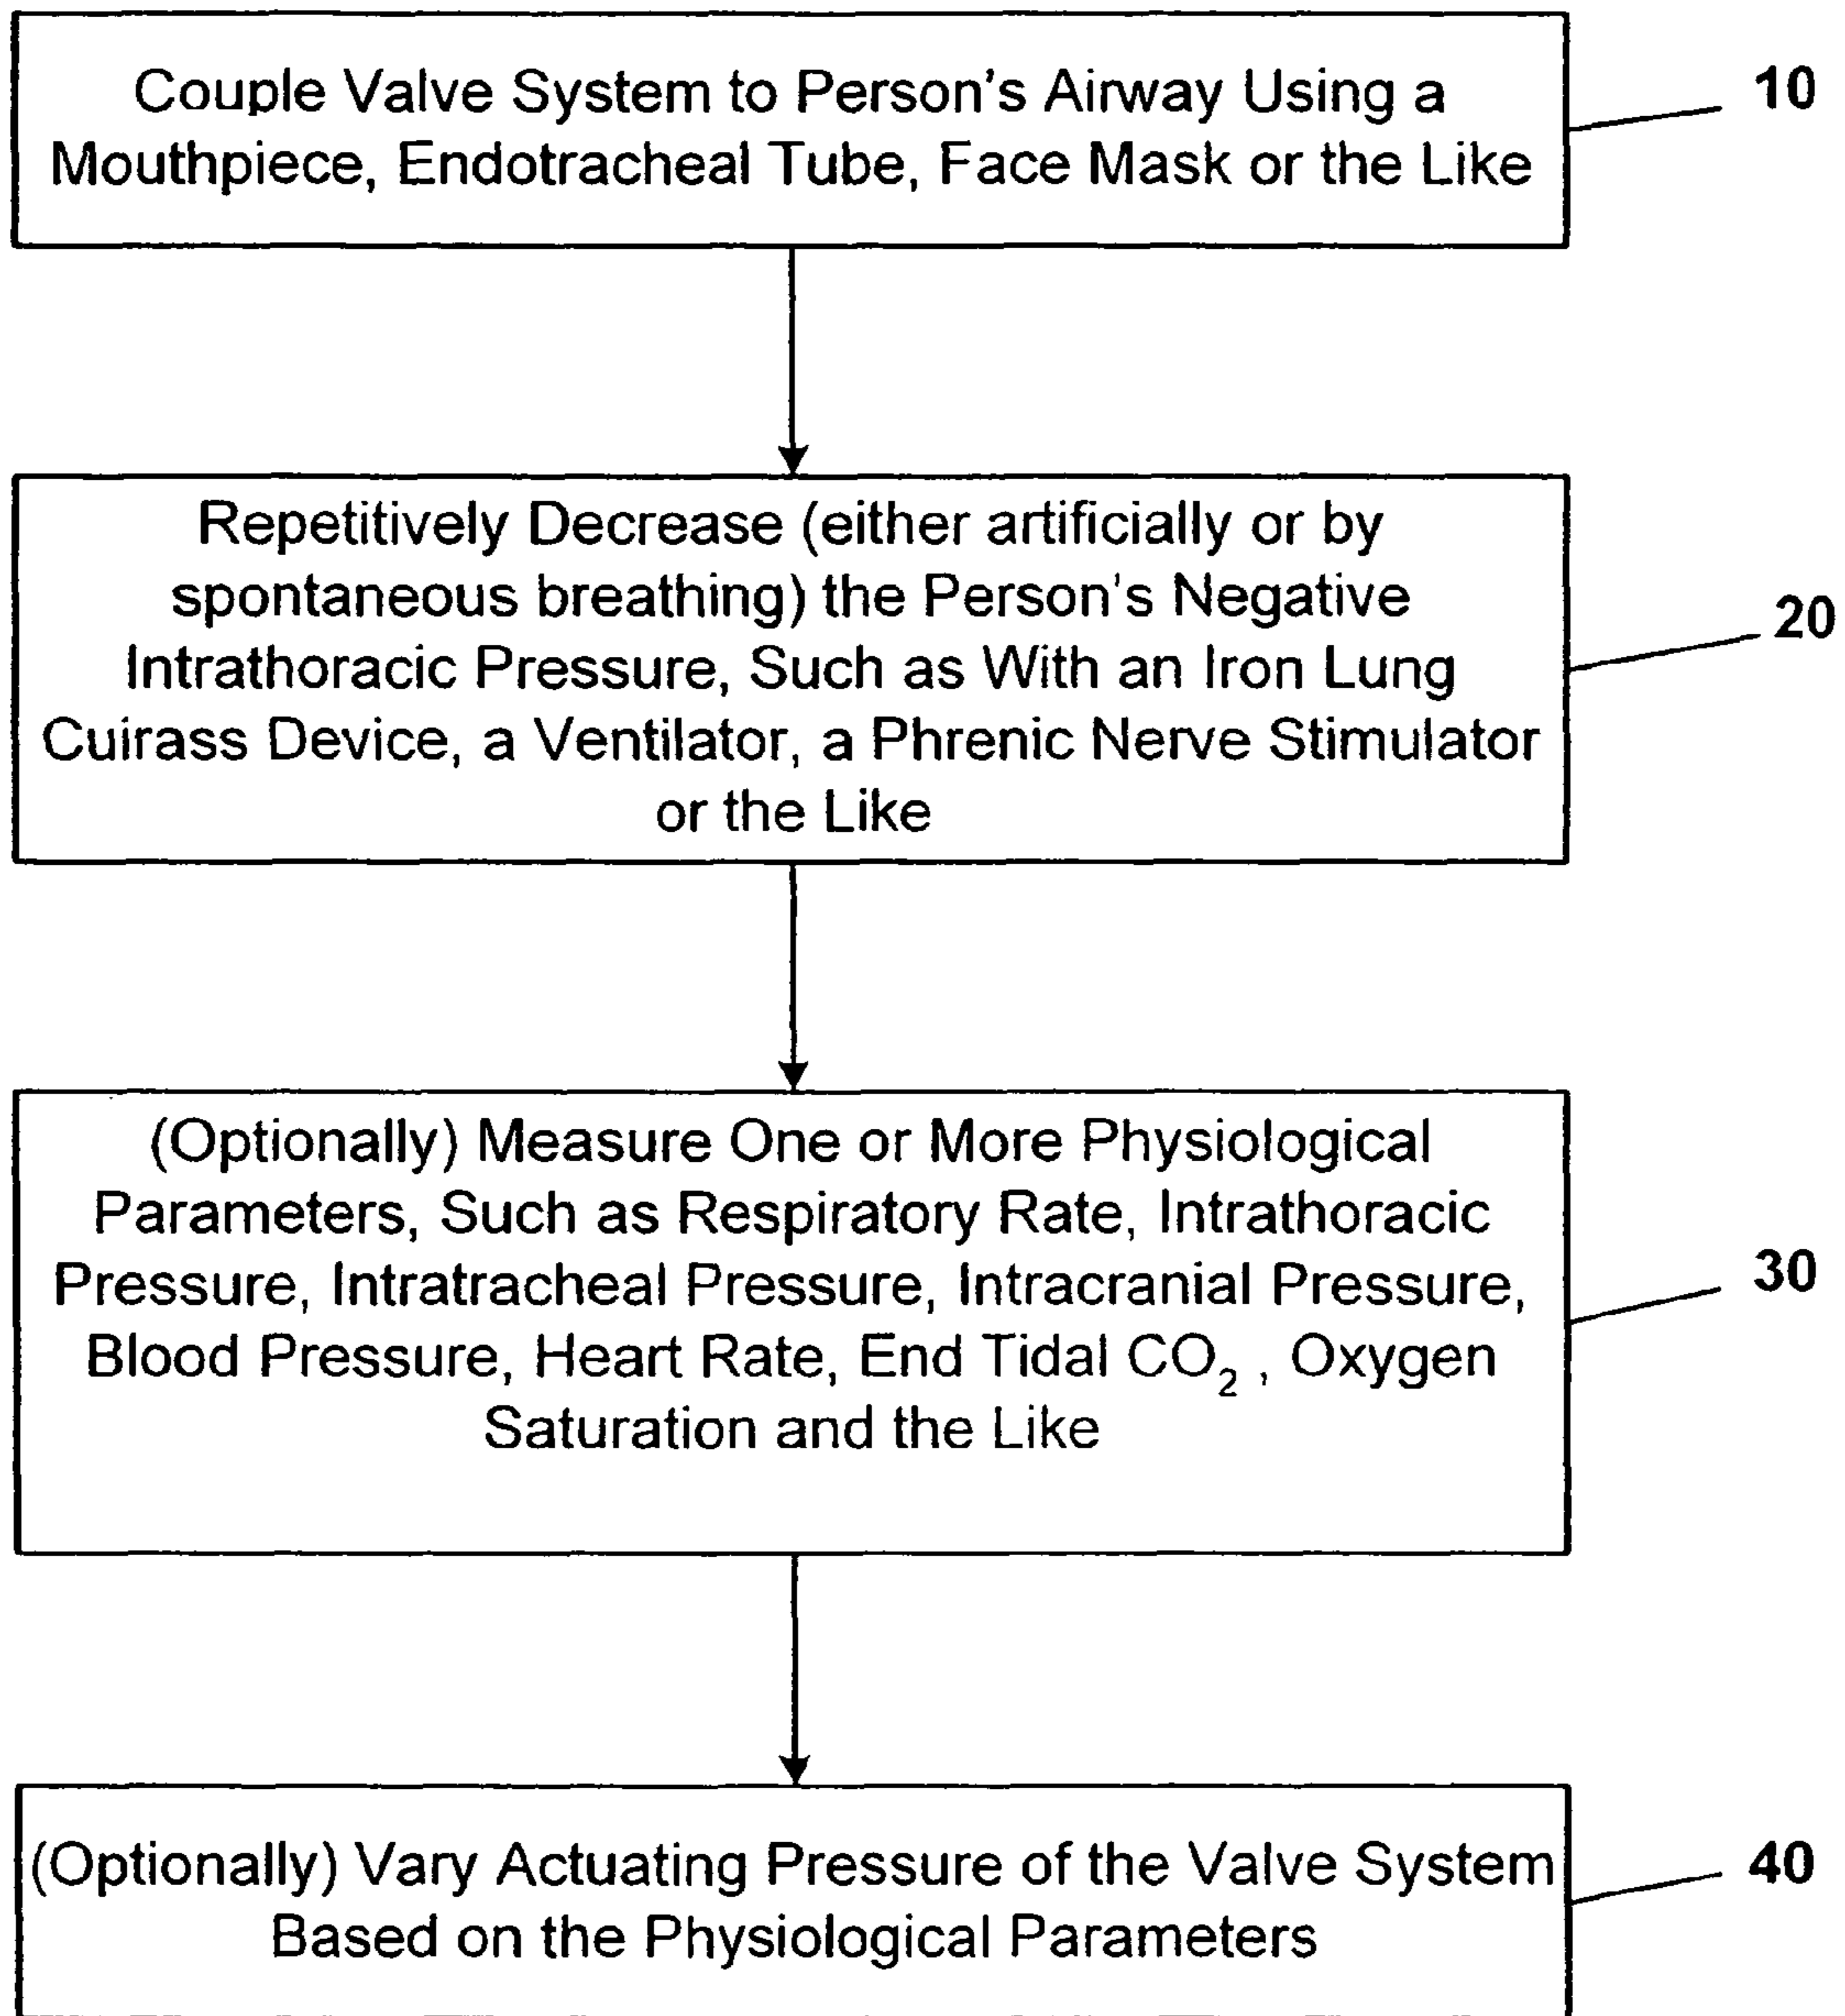 Couple Valve System to Person's Airway Using a
Mouthpiece, Endotracheal Tube, Face Mask or the Like
10
Repetitively Decrease (either artificially or by
spontaneous breathing) the Person's Negative
Intrathoracic Pressure, Such as With an Iron Lung
Cuirass Device, a Ventilator, a Phrenic Nerve Stimulator
or the Like
20
(Optionally) Measure One or More Physiological
Parameters, Such as Respiratory Rate, Intrathoracic
Pressure, Intratracheal Pressure, Intracranial Pressure,
Blood Pressure, Heart Rate, End Tidal CO₂ , Oxygen
Saturation and the Like
30
(Optionally) Vary Actuating Pressure of the Valve System
Based on the Physiological Parameters
40